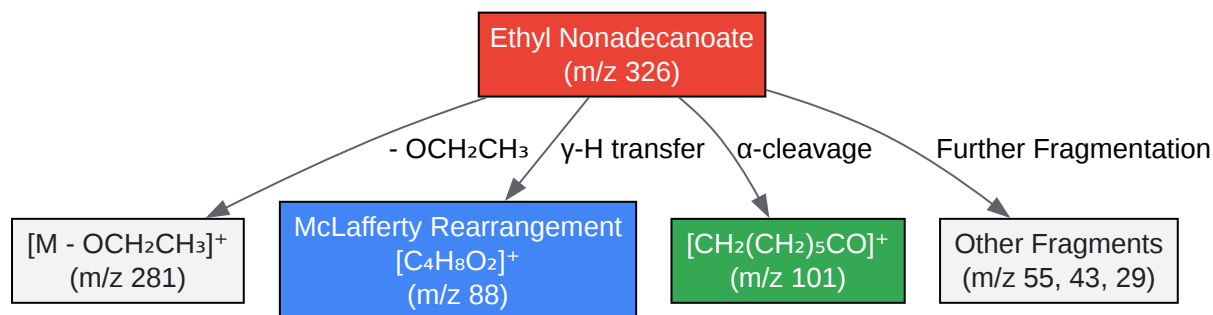 Ethyl Nonadecanoate
(m/z 326)
- OCH₂CH₃
γ-H transfer
α-cleavage
Further Fragmentation
[M - OCH₂CH₃]⁺
(m/z 281)
McLafferty Rearrangement
[C₄H₈O₂]⁺
(m/z 88)
[CH₂(CH₂)₅CO]⁺
(m/z 101)
Other Fragments
(m/z 55, 43, 29)